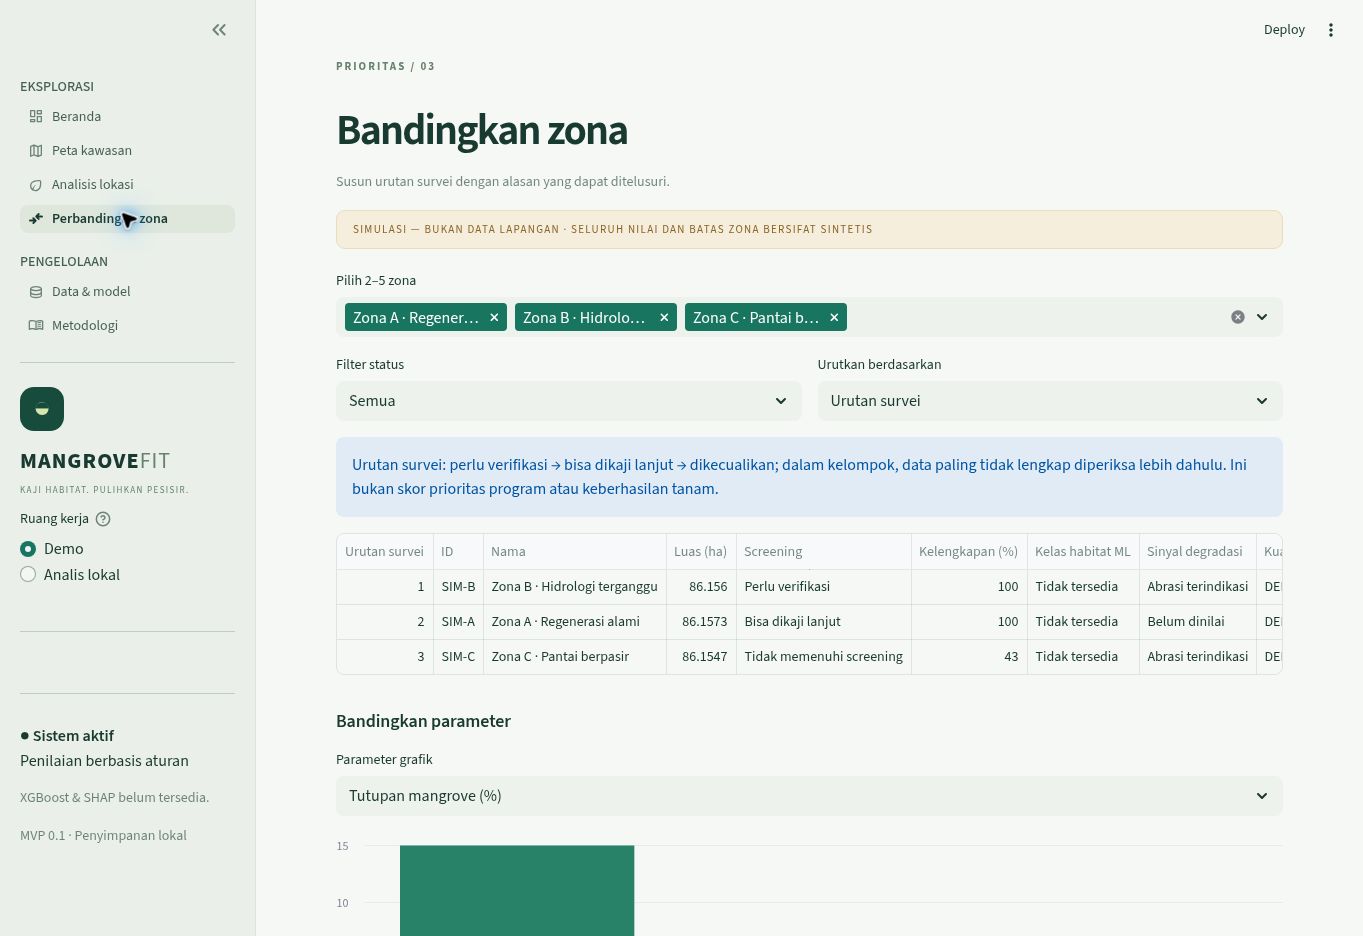 Deploy
EKSPLORASI
Beranda
Peta kawasan
Analisis lokasi
Perbanding zona
PENGELOLAAN
Data & model
Metodologi
MANGROVEFIT
KAJI HABITAT. PULIHKAN PESISIR.
Ruang kerja
Demo
Analis lokal
Sistem aktif
Penilaian berbasis aturan
XGBoost & SHAP belum tersedia.
MVP 0.1 · Penyimpanan lokal
PRIORITAS / 03
Bandingkan zona
Susun urutan survei dengan alasan yang dapat ditelusuri.
SIMULASI — BUKAN DATA LAPANGAN · SELURUH NILAI DAN BATAS ZONA BERSIFAT SINTETIS
Pilih 2–5 zona
Zona A · Regener… Zona B · Hidrolo… Zona C · Pantai b…
Filter status Urutkan berdasarkan
Semua Urutan survei
Urutan survei: perlu verifikasi → bisa dikaji lanjut → dikecualikan; dalam kelompok, data paling tidak lengkap diperiksa lebih dahulu. Ini
bukan skor prioritas program atau keberhasilan tanam.
Urutan survei ID Nama Luas (ha) Screening Kelengkapan (%) Kelas habitat ML Sinyal degradasi Kua
1 SIM-B Zona B · Hidrologi terganggu 86.156 Perlu verifikasi 100 Tidak tersedia Abrasi terindikasi DE
2 SIM-A Zona A · Regenerasi alami 86.1573 Bisa dikaji lanjut 100 Tidak tersedia Belum dinilai DE
3 SIM-C Zona C · Pantai berpasir 86.1547 Tidak memenuhi screening 43 Tidak tersedia Abrasi terindikasi DE
Bandingkan parameter
Parameter grafik
Tutupan mangrove (%)
15
10